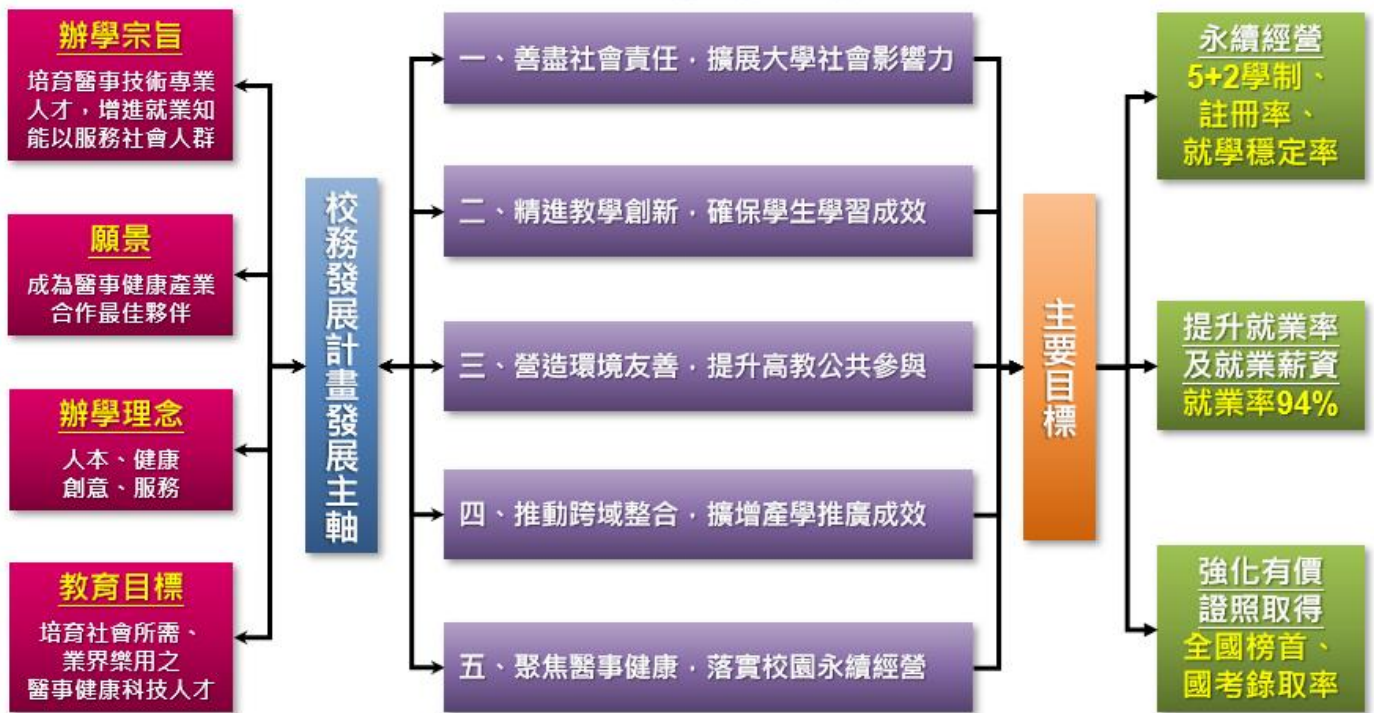 辦學宗旨
培育醫事技術專業
人才，增進就業知
能以服務社會人群
願景
成為醫事健康產業
合作最佳夥伴
辦學理念
人本、健康
創意、服務
教育目標
培育社會所需、
業界樂用之
醫事健康科技人才
校務發展計畫發展主軸
一、善盡社會責任，擴展大學社會影響力
二、精進教學創新，確保學生學習成效
三、營造環境友善，提升高教公共參與
四、推動跨域整合，擴增產學推廣成效
五、聚焦醫事健康，落實校園永續經營
主要目標
永續經營
5+2學制、
註冊率、
就學穩定率
提升就業率
及就業薪資
就業率94%
強化有價
證照取得
全國榜首、
國考錄取率